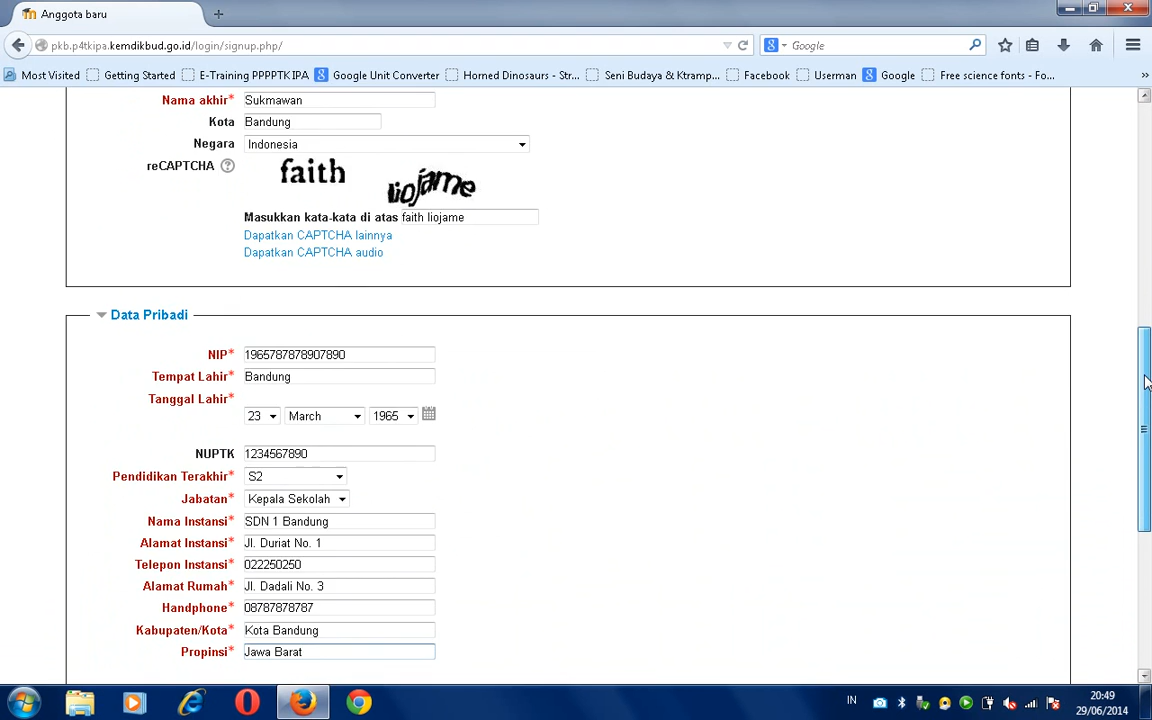 Anggota baru
pkb.p4tkipa.kemdikbud.go.id/login/signup.php/
Google
Most Visited
Getting Started
E-Training PPPPTK IPA
Google Unit Converter
Horned Dinosaurs - Str...
Seni Budaya & Ktramp...
Facebook
Userman
Google
Free science fonts - Fo...
Nama akhir* Sukmawan
Kota Bandung
Negara Indonesia
reCAPTCHA faith liojame
Masukkan kata-kata di atas faith liojame
Dapatkan CAPTCHA lainnya
Dapatkan CAPTCHA audio
Data Pribadi
NIP* 1965787878907890
Tempat Lahir* Bandung
Tanggal Lahir*
23 March 1965
NUPTK 1234567890
Pendidikan Terakhir* S2
Jabatan* Kepala Sekolah
Nama Instansi* SDN 1 Bandung
Alamat Instansi* Jl. Duriat No. 1
Telepon Instansi* 022250250
Alamat Rumah* Jl. Dadali No. 3
Handphone* 08787878787
Kabupaten/Kota* Kota Bandung
Propinsi* Jawa Barat
IN
20:49
29/06/2014